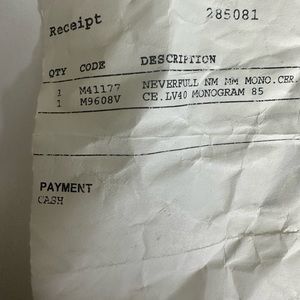 Receipt 285081
QTY CODE DESCRIPTION
1 M41177 NEVERFULL NM MM MONO.CER
1 M9608V CE.LV40 MONOGRAM 85
PAYMENT
CASH